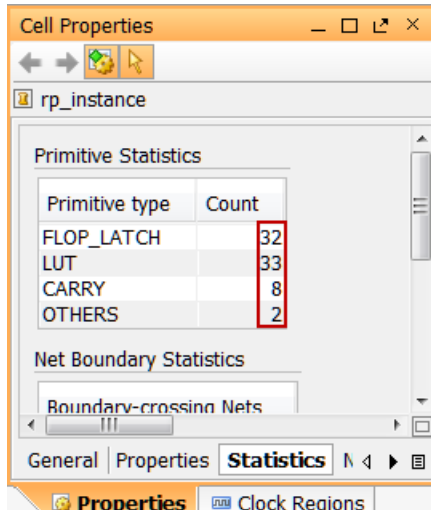 Cell Properties
rp_instance
Primitive Statistics
Primitive type Count
FLOP_LATCH 32
LUT 33
CARRY 8
OTHERS 2
Net Boundary Statistics
Boundary-crossing Nets
General Properties Statistics N
Properties Clock Regions